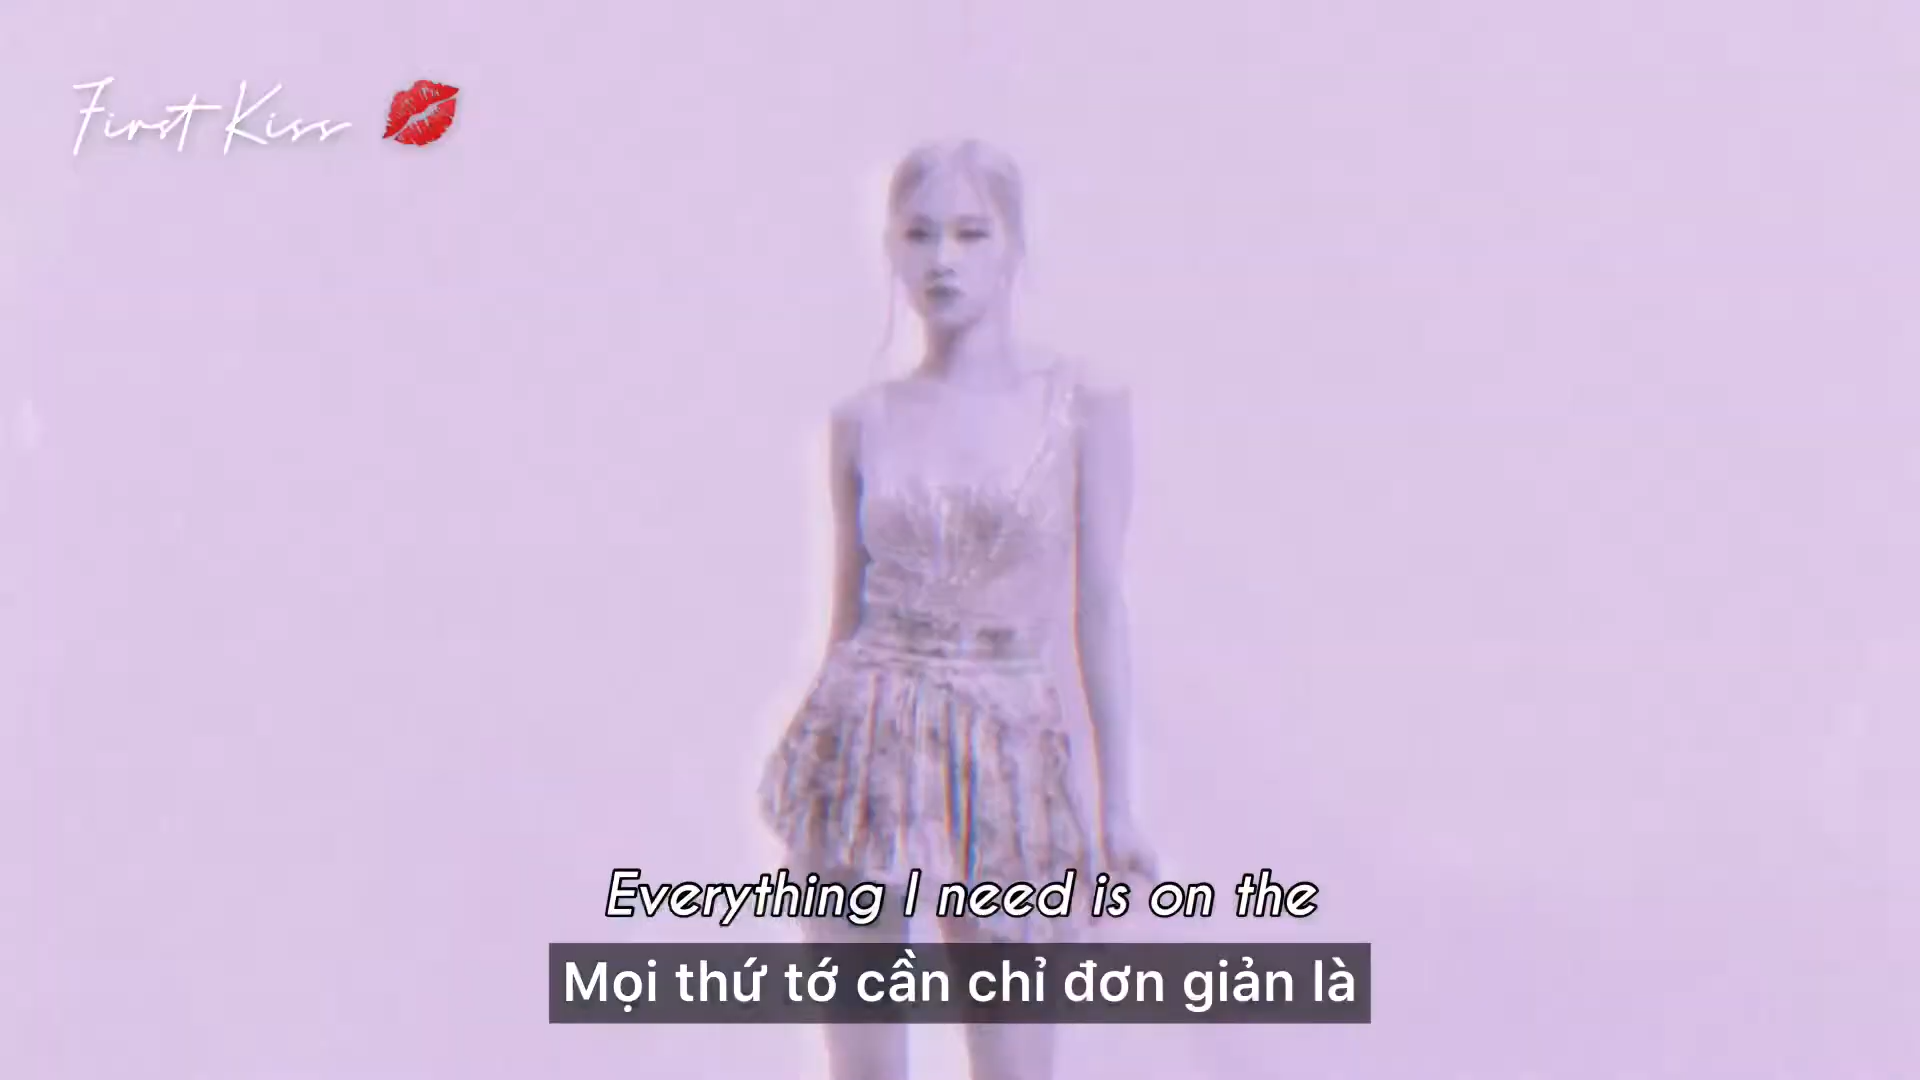 First Kiss
Everything I need is on the
Mọi thứ tớ cần chỉ đơn giản là